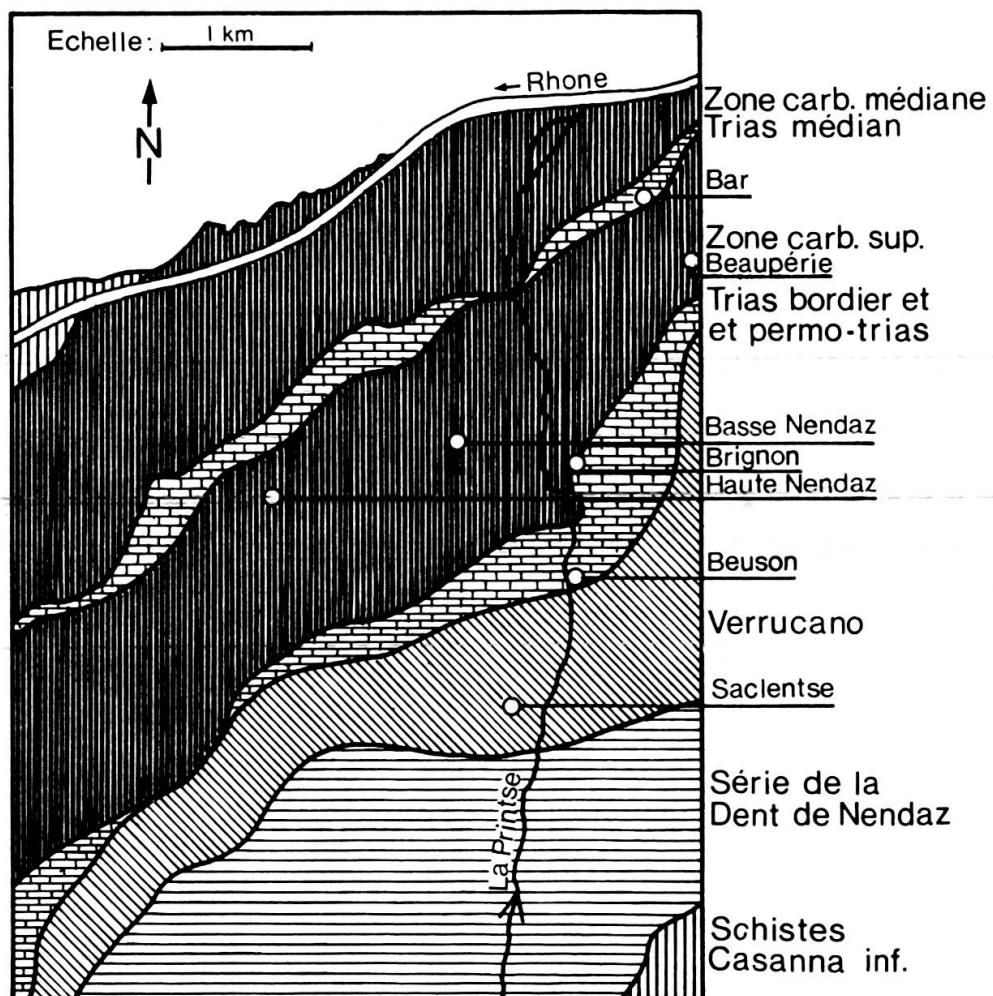 Echelle: 1 km
← Rhone
N
Zone carb. médiane
Trias médian
Bar
Zone carb. sup.
Beaupérie
Trias bordier et
et permo-trias
Basse Nendaz
Brignon
Haute Nendaz
Beuson
Verrucano
Saclentse
Série de la
Dent de Nendaz
La Printse
Schistes
Casanna inf.